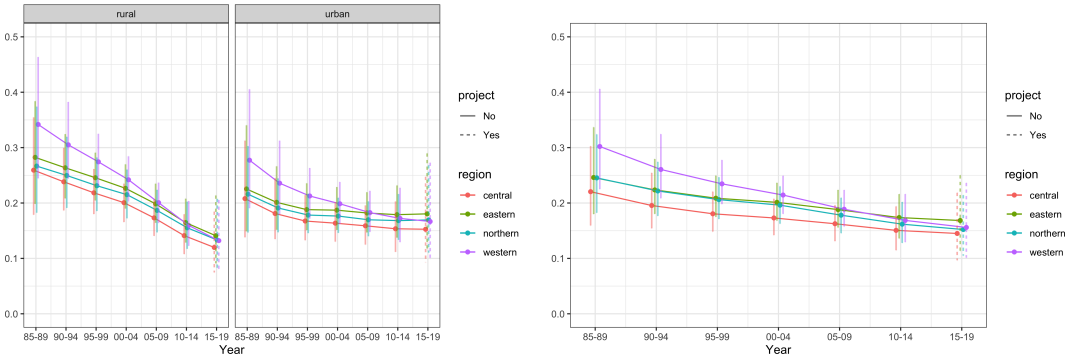 rural
urban
0.5
0.4
0.3
0.2
0.1
0.0
85-89
90-94
95-99
00-04
05-09
10-14
15-19
85-89
90-94
95-99
00-04
05-09
10-14
15-19
Year
project
No
Yes
region
central
eastern
northern
western
0.5
0.4
0.3
0.2
0.1
0.0
85-89
90-94
95-99
00-04
05-09
10-14
15-19
Year
project
No
Yes
region
central
eastern
northern
western